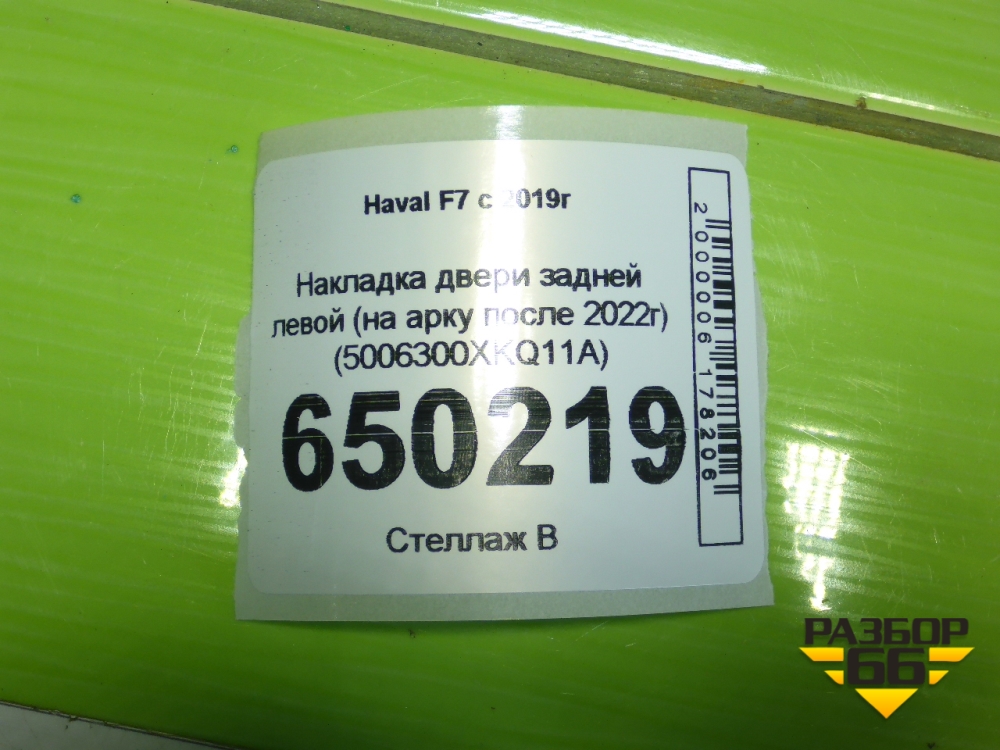 Haval F7 с 2019г
Накладка двери задней
левой (на арку после 2022г)
(5006300XKQ11A)
650219
Стеллаж В
2000006178206
РАЗБОР
66